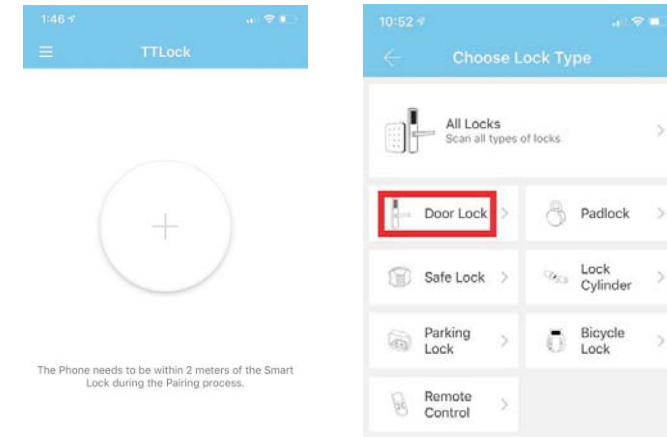 1:46
TTLock
The Phone needs to be within 2 meters of the Smart
Lock during the Pairing process.
10:52
Choose Lock Type
All Locks
Scan all types of locks
Door Lock
Padlock
Safe Lock
Lock
Cylinder
Parking
Lock
Bicycle
Lock
Remote
Control